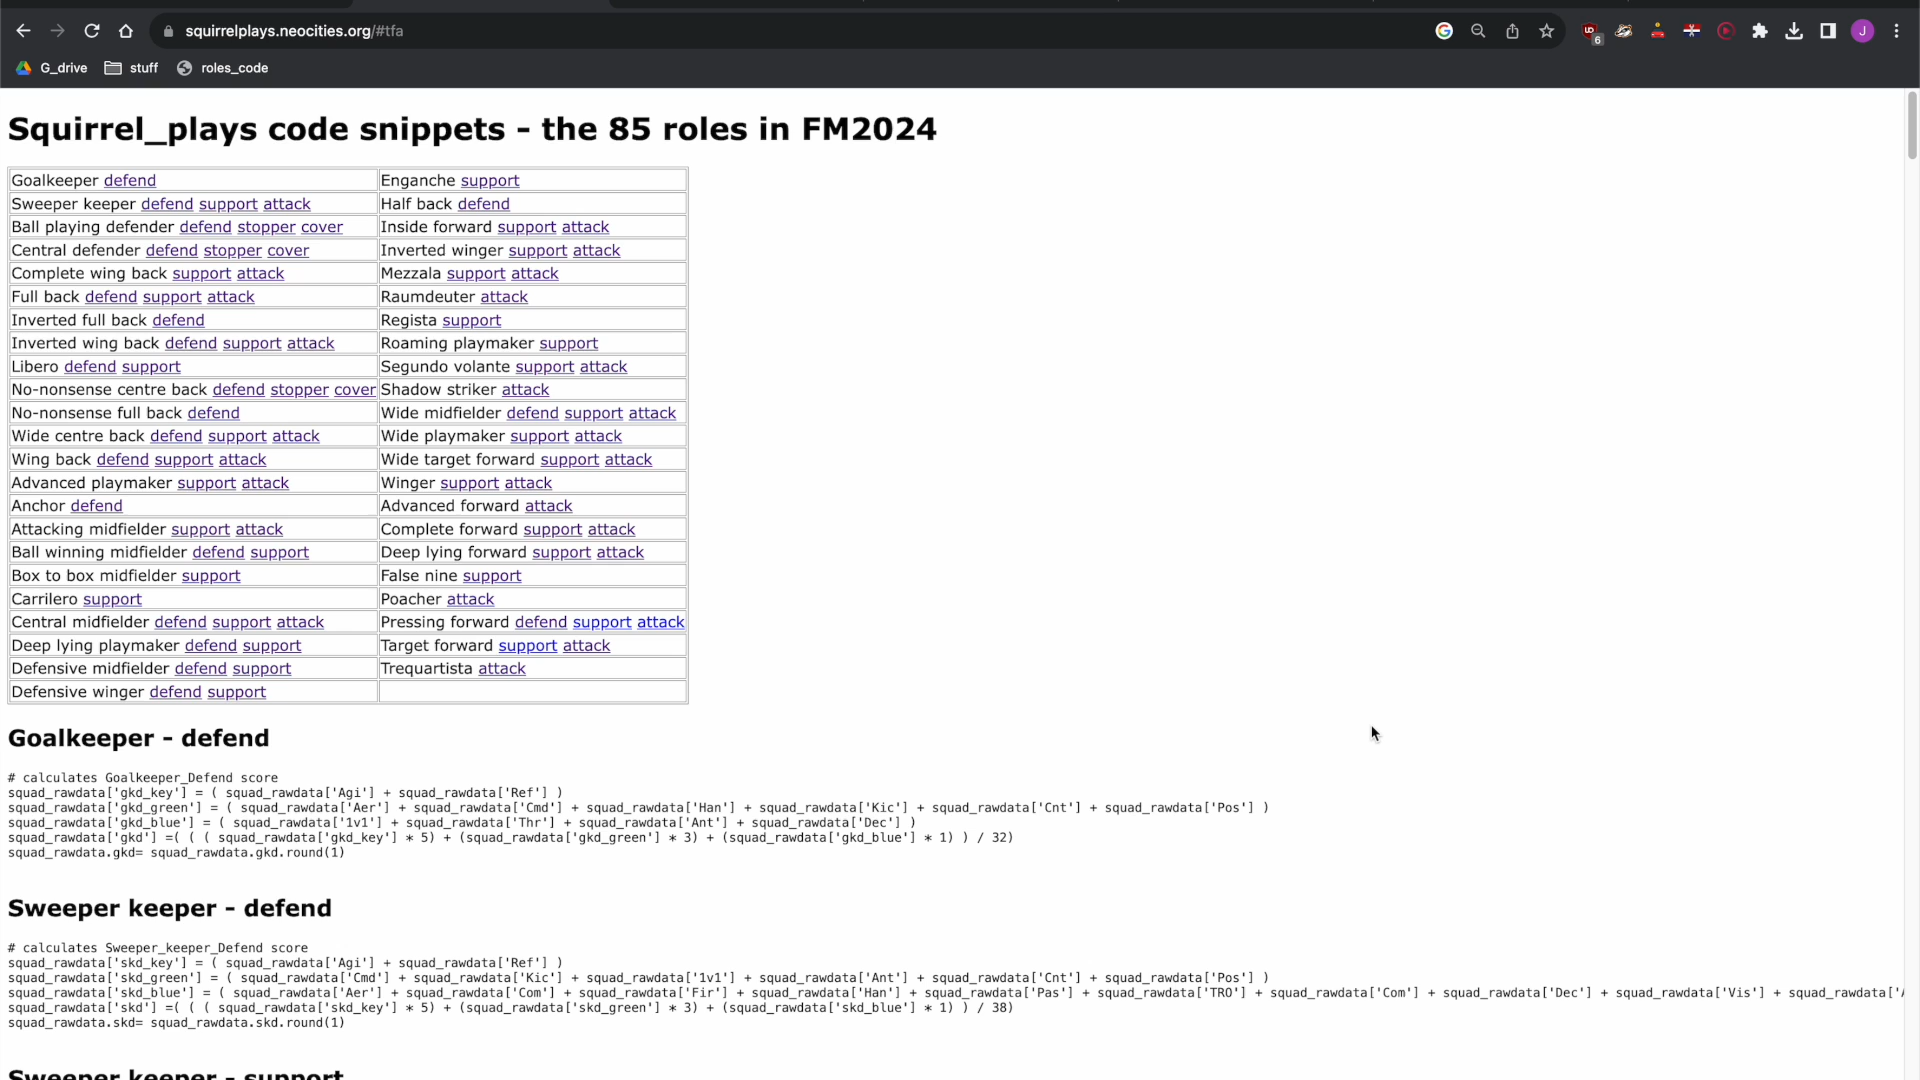 squirrelplays.neocities.org/#tfa
6
J
G_drive stuff roles_code
Squirrel_plays code snippets - the 85 roles in FM2024
Goalkeeper defend Enganche support
Sweeper keeper defend support attack Half back defend
Ball playing defender defend stopper cover Inside forward support attack
Central defender defend stopper cover Inverted winger support attack
Complete wing back support attack Mezzala support attack
Full back defend support attack Raumdeuter attack
Inverted full back defend Regista support
Inverted wing back defend support attack Roaming playmaker support
Libero defend support Segundo volante support attack
No-nonsense centre back defend stopper cover Shadow striker attack
No-nonsense full back defend Wide midfielder defend support attack
Wide centre back defend support attack Wide playmaker support attack
Wing back defend support attack Wide target forward support attack
Advanced playmaker support attack Winger support attack
Anchor defend Advanced forward attack
Attacking midfielder support attack Complete forward support attack
Ball winning midfielder defend support Deep lying forward support attack
Box to box midfielder support False nine support
Carrilero support Poacher attack
Central midfielder defend support attack Pressing forward defend support attack
Deep lying playmaker defend support Target forward support attack
Defensive midfielder defend support Trequartista attack
Defensive winger defend support
Goalkeeper - defend
# calculates Goalkeeper_Defend score
squad_rawdata['gkd_key'] = ( squad_rawdata['Agi'] + squad_rawdata['Ref'] )
squad_rawdata['gkd_green'] = ( squad_rawdata['Aer'] + squad_rawdata['Cmd'] + squad_rawdata['Han'] + squad_rawdata['Kic'] + squad_rawdata['Cnt'] + squad_rawdata['Pos'] )
squad_rawdata['gkd_blue'] = ( squad_rawdata['1v1'] + squad_rawdata['Thr'] + squad_rawdata['Ant'] + squad_rawdata['Dec'] )
squad_rawdata['gkd'] =( ( ( squad_rawdata['gkd_key'] * 5) + (squad_rawdata['gkd_green'] * 3) + (squad_rawdata['gkd_blue'] * 1) ) / 32)
squad_rawdata.gkd= squad_rawdata.gkd.round(1)
Sweeper keeper - defend
# calculates Sweeper_keeper_Defend score
squad_rawdata['skd_key'] = ( squad_rawdata['Agi'] + squad_rawdata['Ref'] )
squad_rawdata['skd_green'] = ( squad_rawdata['Cmd'] + squad_rawdata['Kic'] + squad_rawdata['1v1'] + squad_rawdata['Ant'] + squad_rawdata['Cnt'] + squad_rawdata['Pos'] )
squad_rawdata['skd_blue'] = ( squad_rawdata['Aer'] + squad_rawdata['Com'] + squad_rawdata['Fir'] + squad_rawdata['Han'] + squad_rawdata['Pas'] + squad_rawdata['TRO'] + squad_rawdata['Com'] + squad_rawdata['Dec'] + squad_rawdata['Vis'] + squad_rawdata['
squad_rawdata['skd'] =( ( ( squad_rawdata['skd_key'] * 5) + (squad_rawdata['skd_green'] * 3) + (squad_rawdata['skd_blue'] * 1) ) / 38)
squad_rawdata.skd= squad_rawdata.skd.round(1)
Sweeper keeper - support